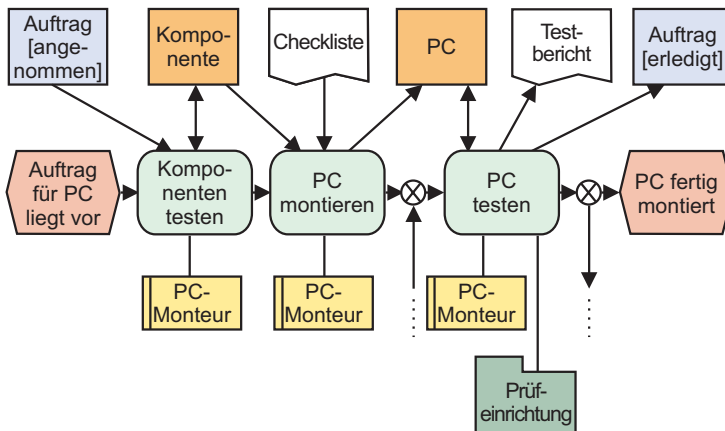 Auftrag
[ange-
nommen]
Kompo-
nente
Checkliste
PC
Test-
bericht
Auftrag
[erledigt]
Auftrag
für PC
liegt vor
Kompo-
nenten
testen
PC
montieren
PC
testen
PC fertig
montiert
PC-
Monteur
PC-
Monteur
PC-
Monteur
Prüf-
einrichtung